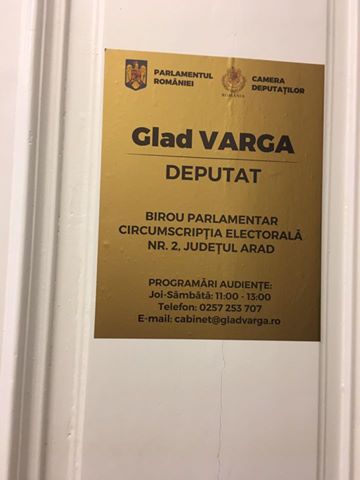 PARLAMENTUL
ROMÂNIEI
CAMERA
DEPUTAȚILOR
ROMÂNIA
Glad VARGA
DEPUTAT
BIROU PARLAMENTAR
CIRCUMSCRIPȚIA ELECTORALĂ
NR. 2, JUDEȚUL ARAD
PROGRAMĂRI AUDIENȚE:
Joi-Sâmbătă: 11:00 - 13:00
Telefon: 0257 253 707
E-mail: cabinet@gladvarga.ro